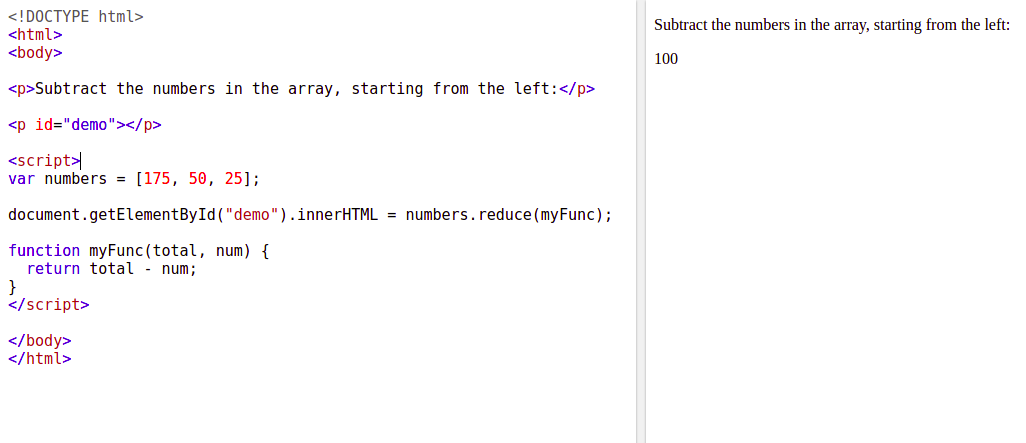 <!DOCTYPE html>
<html>
<body>

<p>Subtract the numbers in the array, starting from the left:</p>

<p id="demo"></p>

<script>
var numbers = [175, 50, 25];

document.getElementById("demo").innerHTML = numbers.reduce(myFunc);

function myFunc(total, num) {
  return total - num;
}
</script>

</body>
</html>

Subtract the numbers in the array, starting from the left:
100